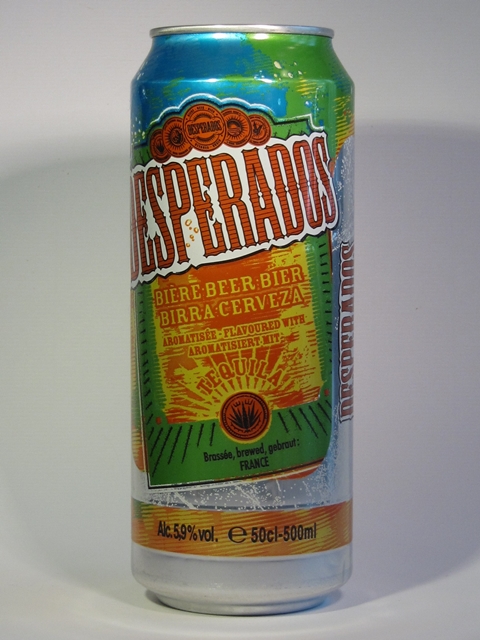 DESPERADOS
DESPERADOS
BIÈRE·BEER·BIER
BIRRA·CERVEZA
AROMATISÉE - FLAVOURED WITH
AROMATISIERT MIT:
TEQUILA
Brassée, brewed, gebraut :
FRANCE
Alc. 5,9% vol. ℮ 50cl-500ml
DESPERADOS